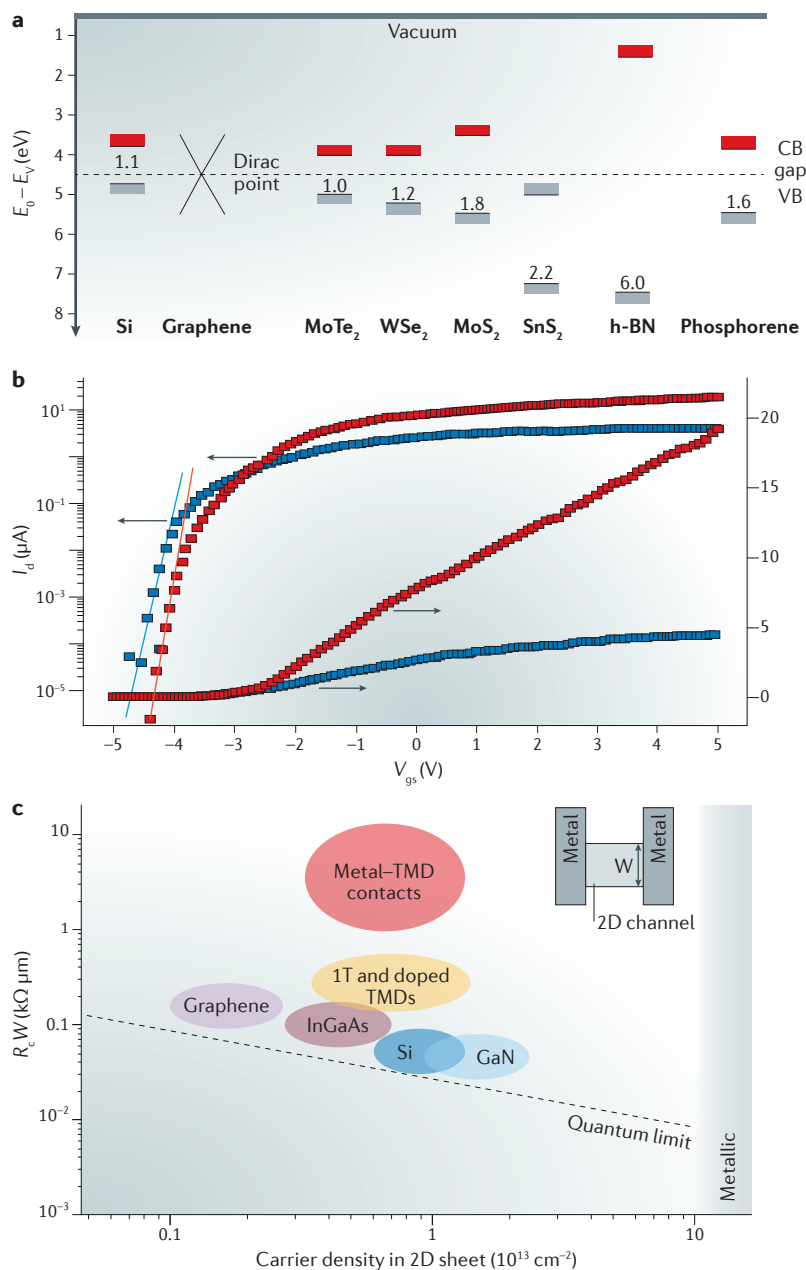 a
Vacuum
1
2
3
4
5
6
7
8
E₀ – Eᵥ (eV)
1.1
Dirac
point
1.0
1.2
1.8
2.2
6.0
1.6
CB
gap
VB
Si Graphene MoTe₂ WSe₂ MoS₂ SnS₂ h-BN Phosphorene
b
10¹
10⁻¹
10⁻³
10⁻⁵
I_d (μA)
20
15
10
5
0
–5 –4 –3 –2 –1 0 1 2 3 4 5
V_gs (V)
c
10
1
0.1
10⁻²
10⁻³
R_c W (kΩ μm)
Metal–TMD
contacts
1T and doped
TMDs
Graphene
InGaAs
Si
GaN
Quantum limit
Metallic
Metal
W
Metal
2D channel
0.1 1 10
Carrier density in 2D sheet (10¹³ cm⁻²)